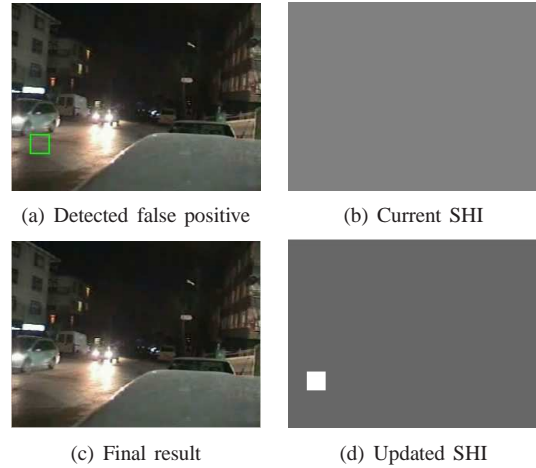 (a) Detected false positive
(b) Current SHI
(c) Final result
(d) Updated SHI